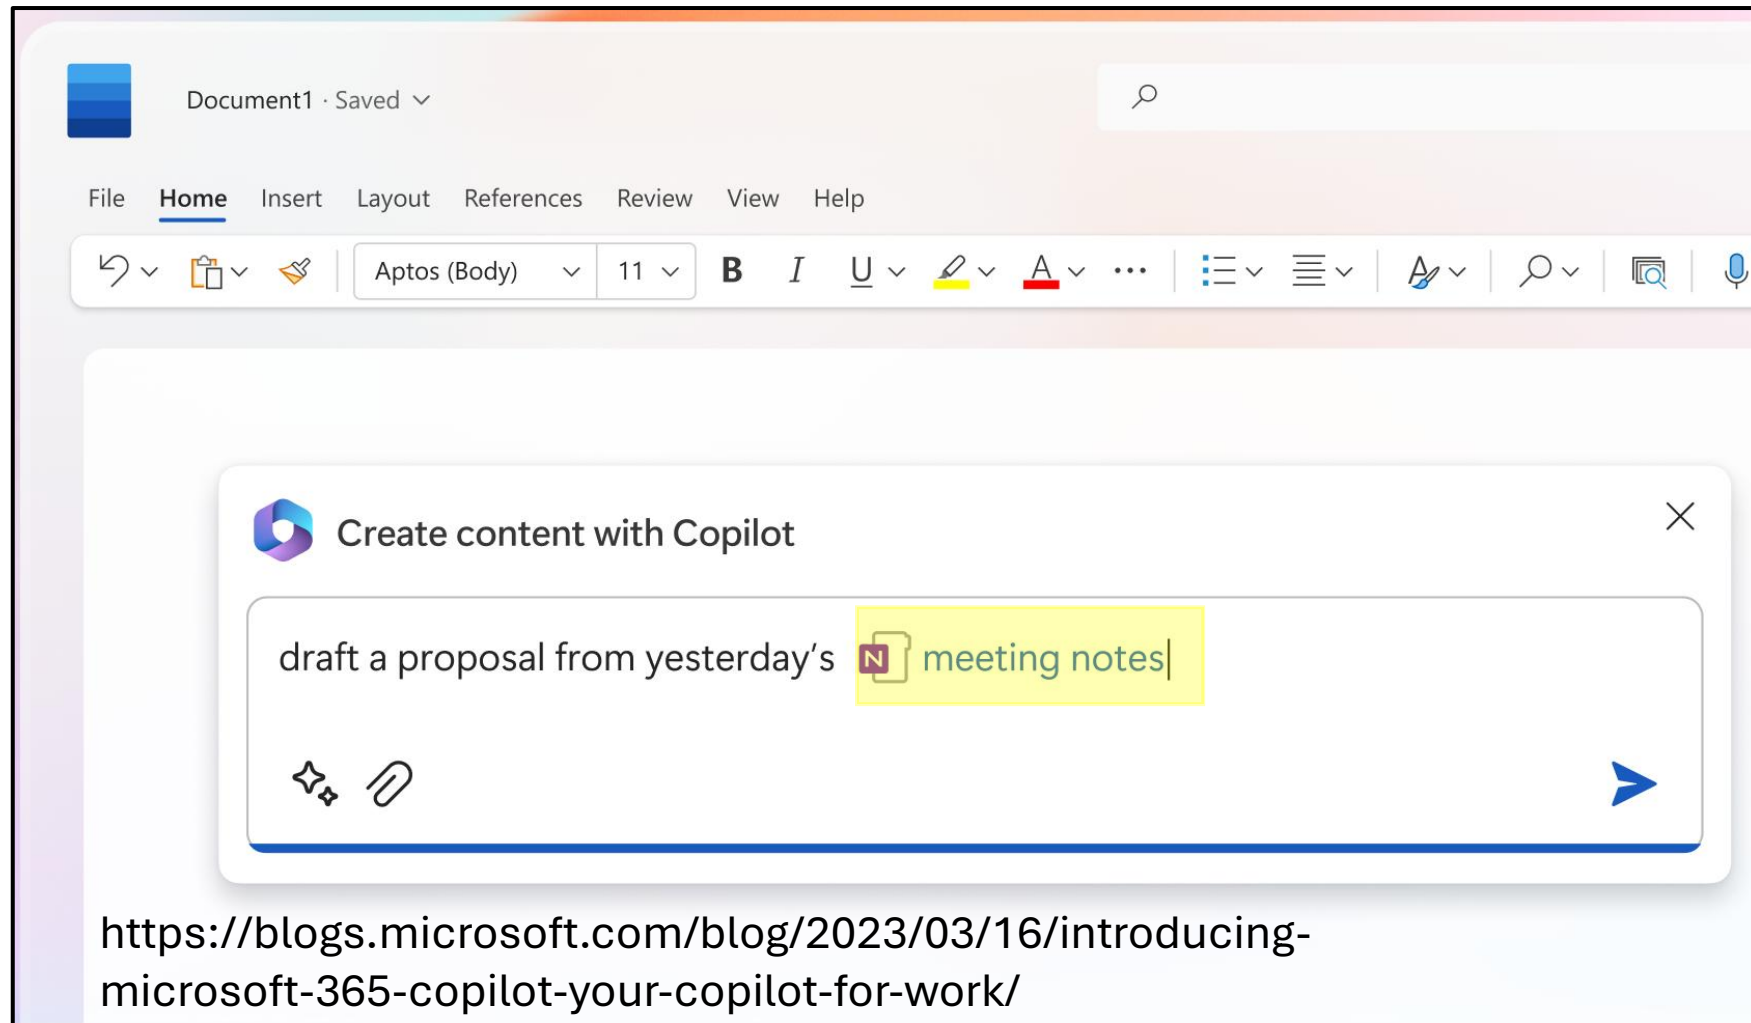 Document1 · Saved
File Home Insert Layout References Review View Help
Aptos (Body) 11 B I U A A
Create content with Copilot
draft a proposal from yesterday’s N meeting notes
https://blogs.microsoft.com/blog/2023/03/16/introducing-
microsoft-365-copilot-your-copilot-for-work/